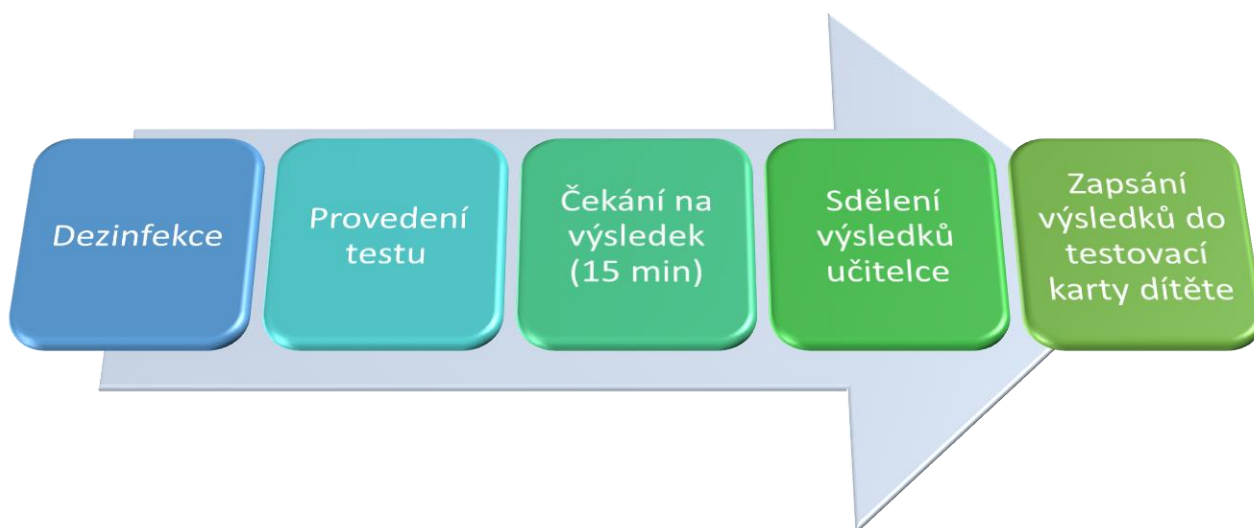 Dezinfekce
Provedení
testu
Čekání na
výsledek
(15 min)
Sdělení
výsledků
učitelce
Zapsání
výsledků do
testovací
karty dítěte